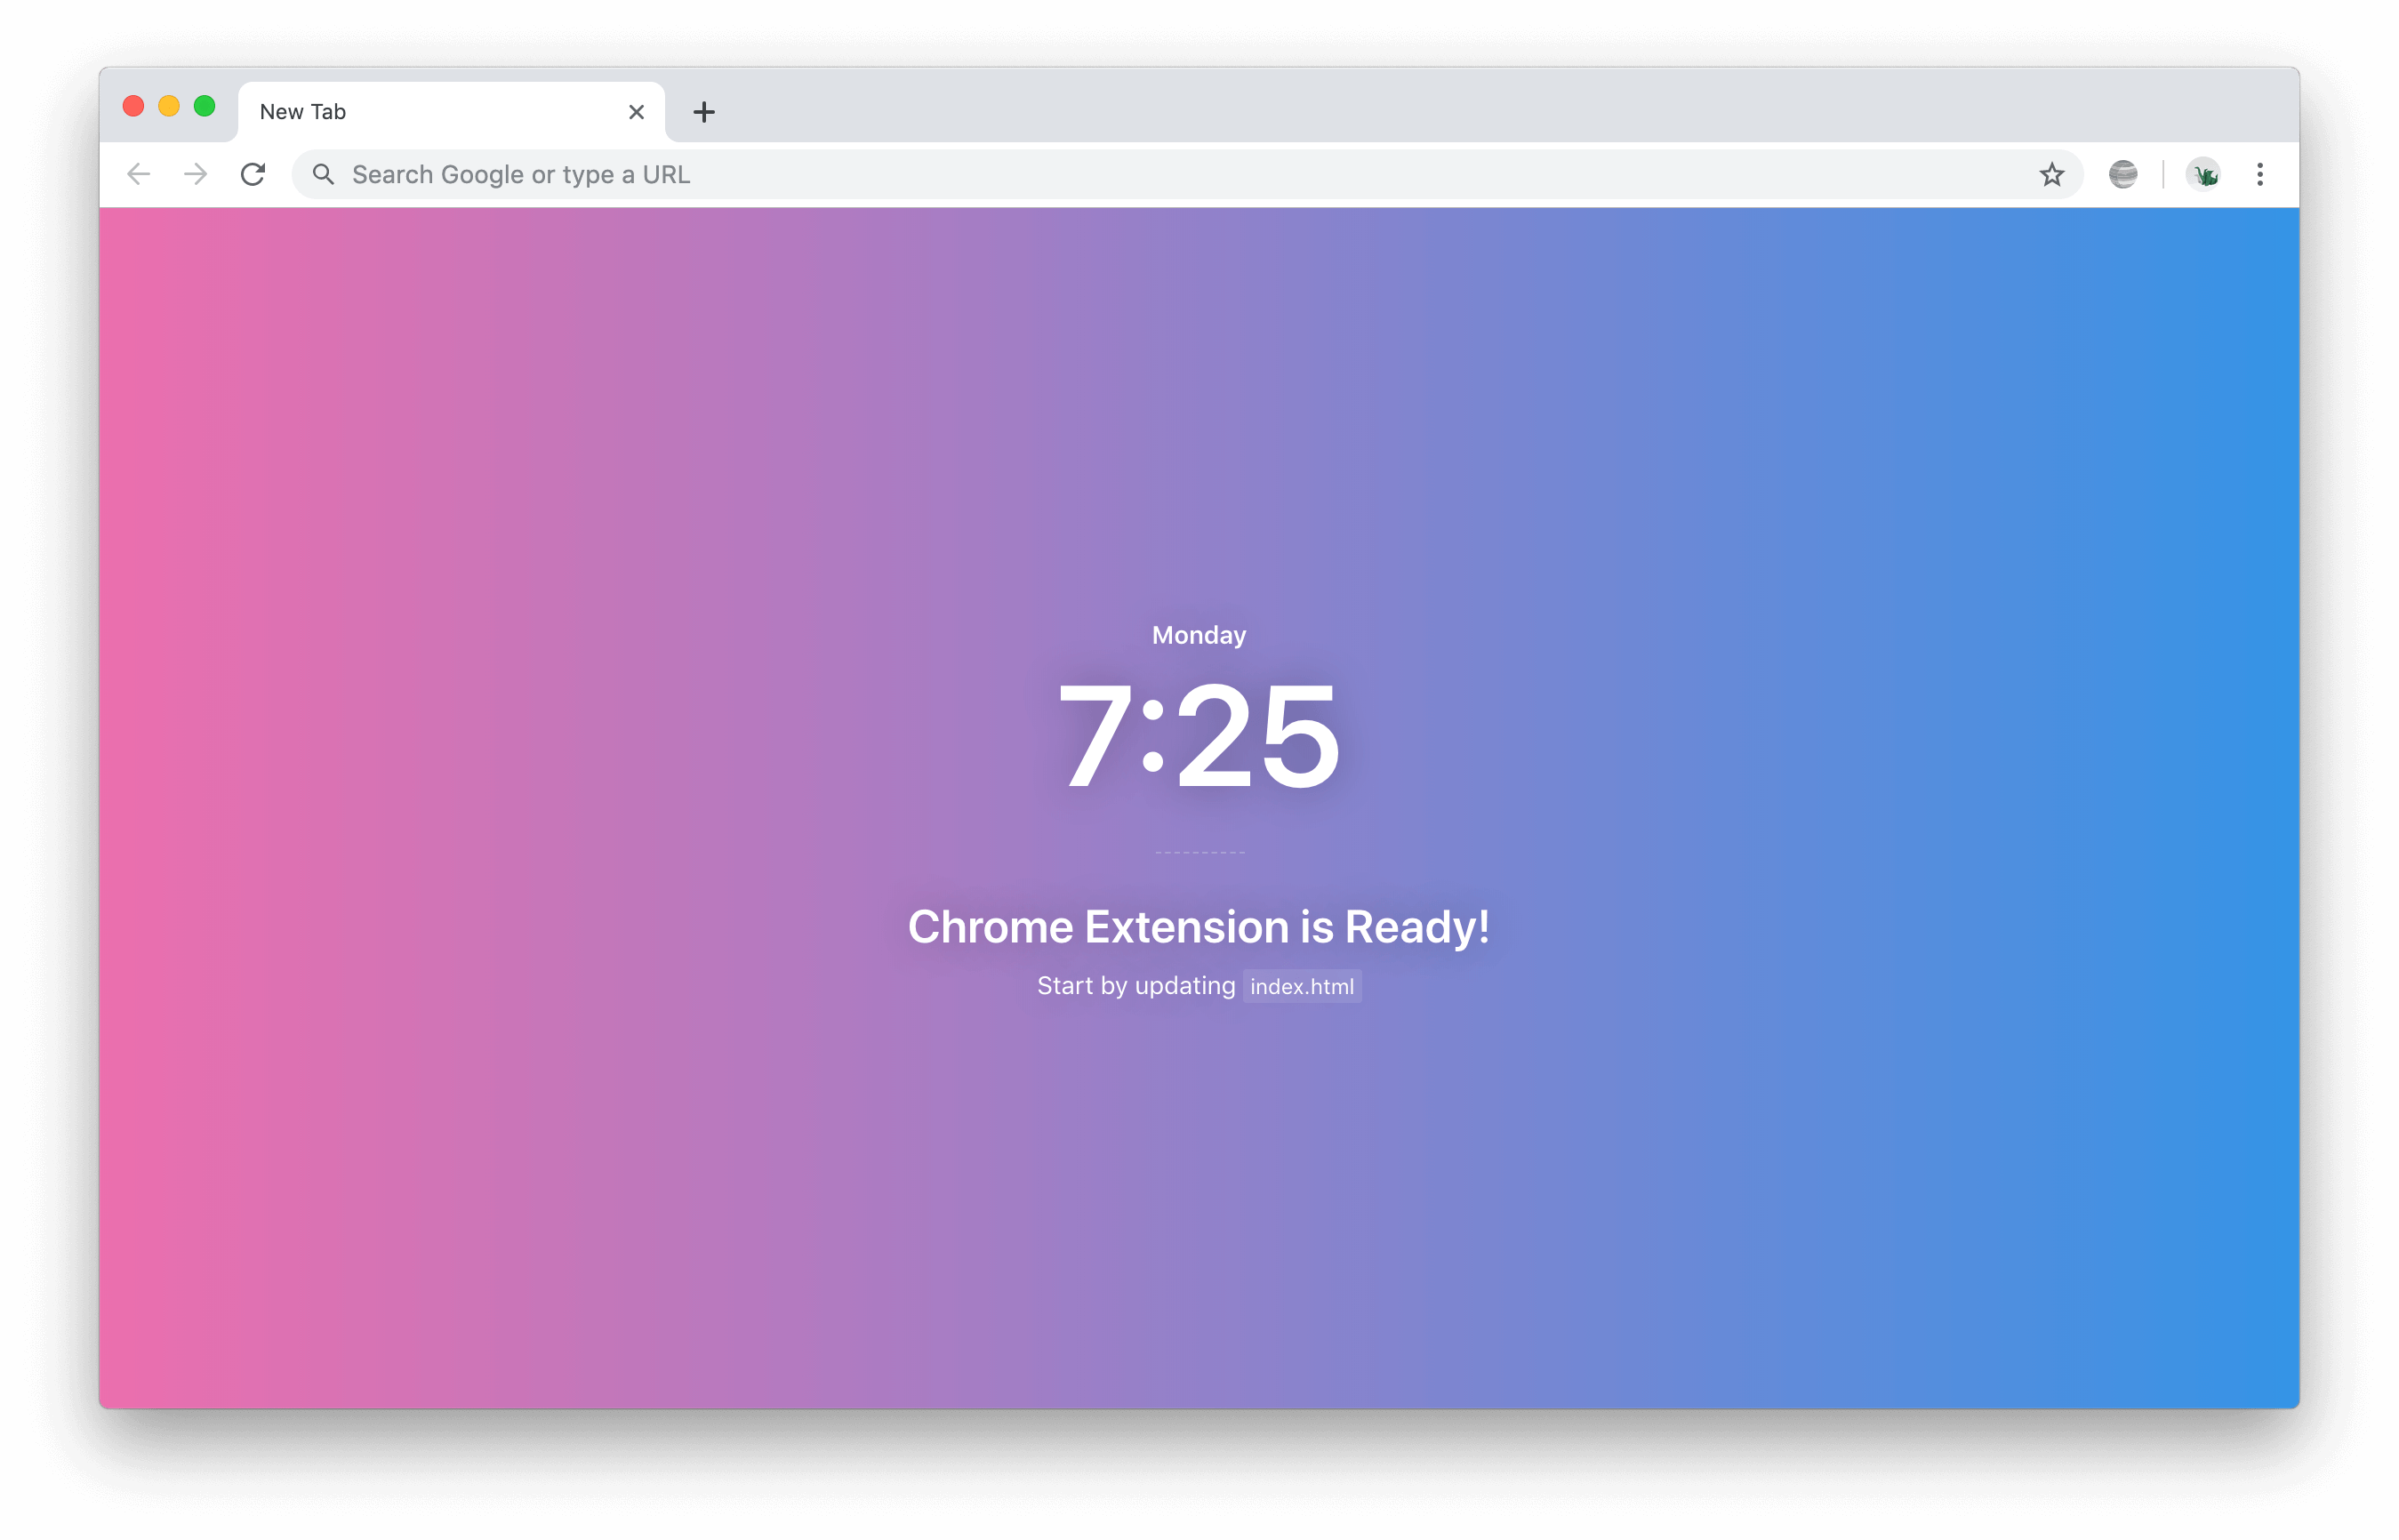 New Tab
Search Google or type a URL
Monday
7:25
Chrome Extension is Ready!
Start by updating index.html